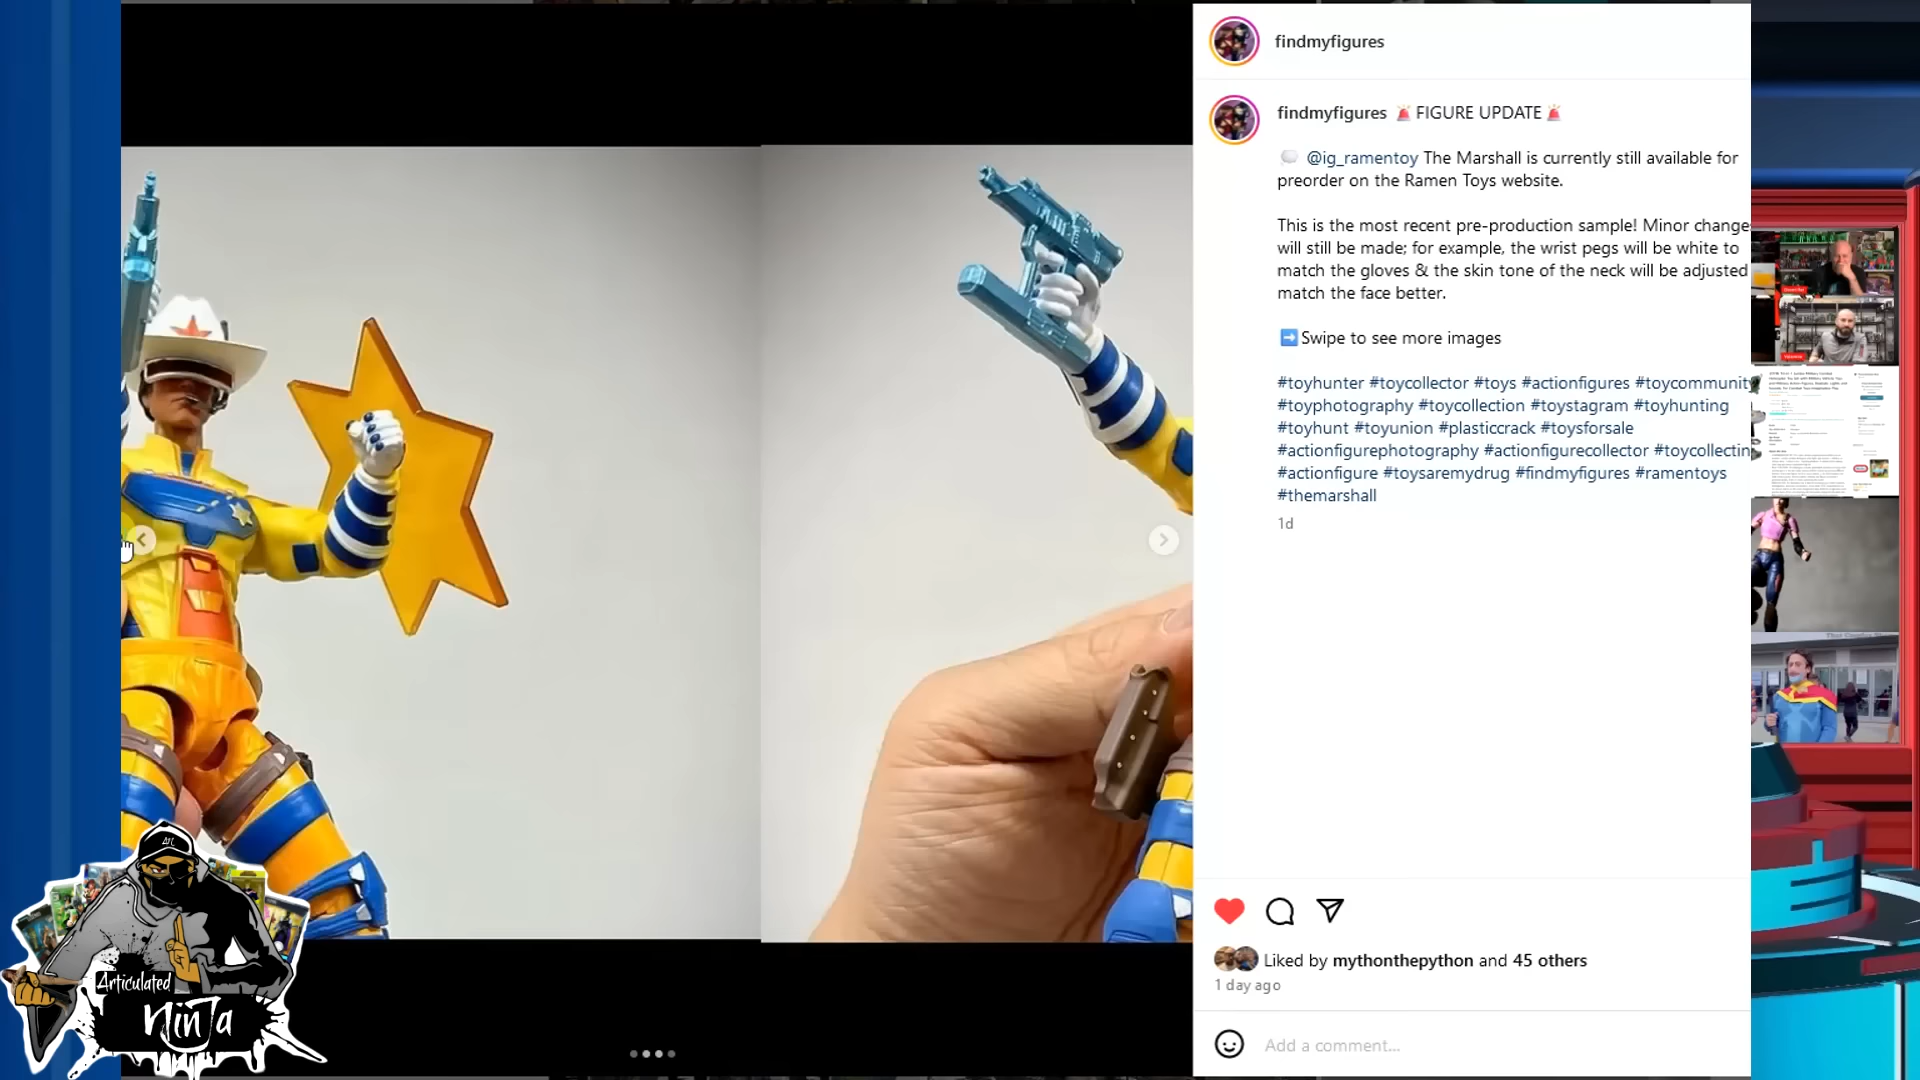 findmyfigures
findmyfigures 🚨 FIGURE UPDATE 🚨
💬 @ig_ramentoy The Marshall is currently still available for
preorder on the Ramen Toys website.
This is the most recent pre-production sample! Minor change
will still be made; for example, the wrist pegs will be white to
match the gloves & the skin tone of the neck will be adjusted
match the face better.
➡️Swipe to see more images
#toyhunter #toycollector #toys #actionfigures #toycommunity
#toyphotography #toycollection #toystagram #toyhunting
#toyhunt #toyunion #plasticcrack #toysforsale
#actionfigurephotography #actionfigurecollector #toycollectin
#actionfigure #toysaremydrug #findmyfigures #ramentoys
#themarshall
1d
Liked by mythonthepython and 45 others
1 day ago
Add a comment...
Articulated
NinJa